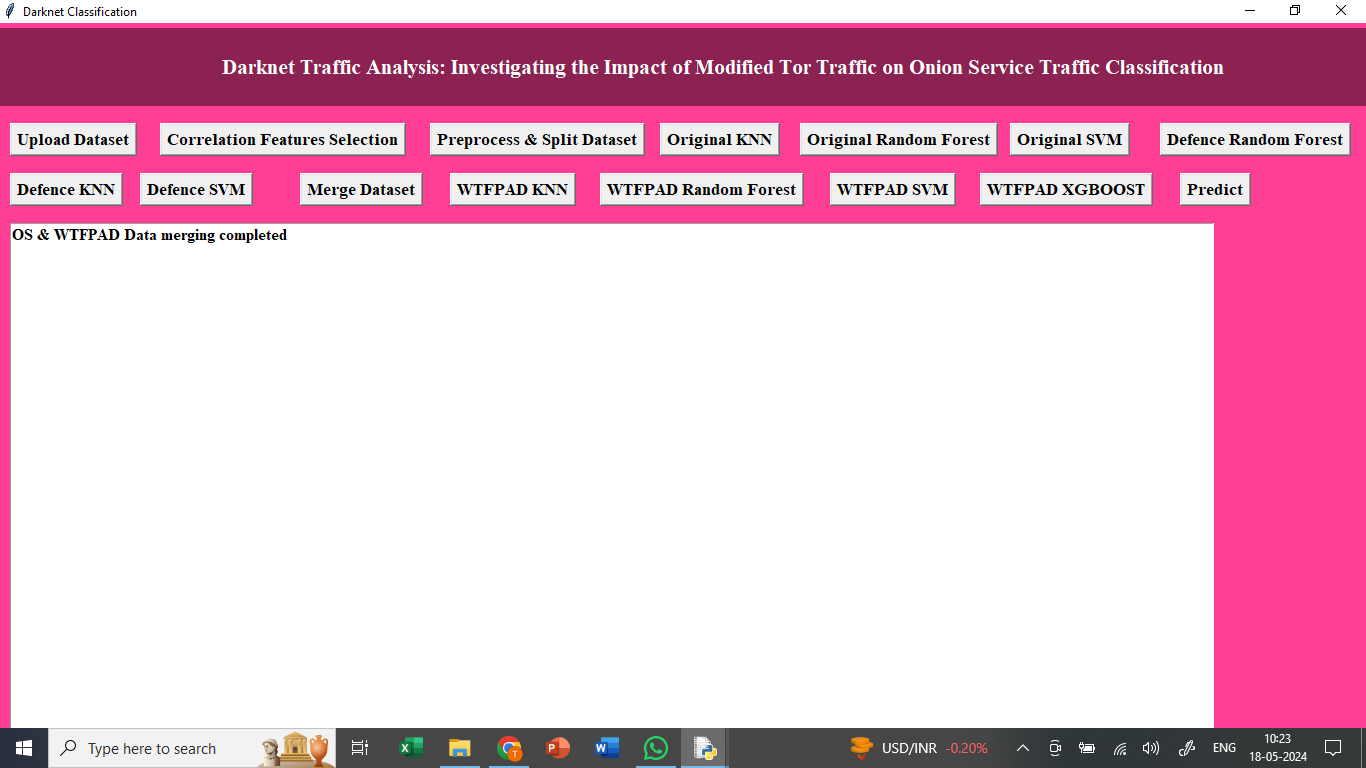 Darknet Classification
Darknet Traffic Analysis: Investigating the Impact of Modified Tor Traffic on Onion Service Traffic Classification
Upload Dataset Correlation Features Selection Preprocess & Split Dataset Original KNN Original Random Forest Original SVM Defence Random Forest
Defence KNN Defence SVM Merge Dataset WTFPAD KNN WTFPAD Random Forest WTFPAD SVM WTFPAD XGBOOST Predict
OS & WTFPAD Data merging completed
Type here to search USD/INR -0.20% ENG 10:23
18-05-2024